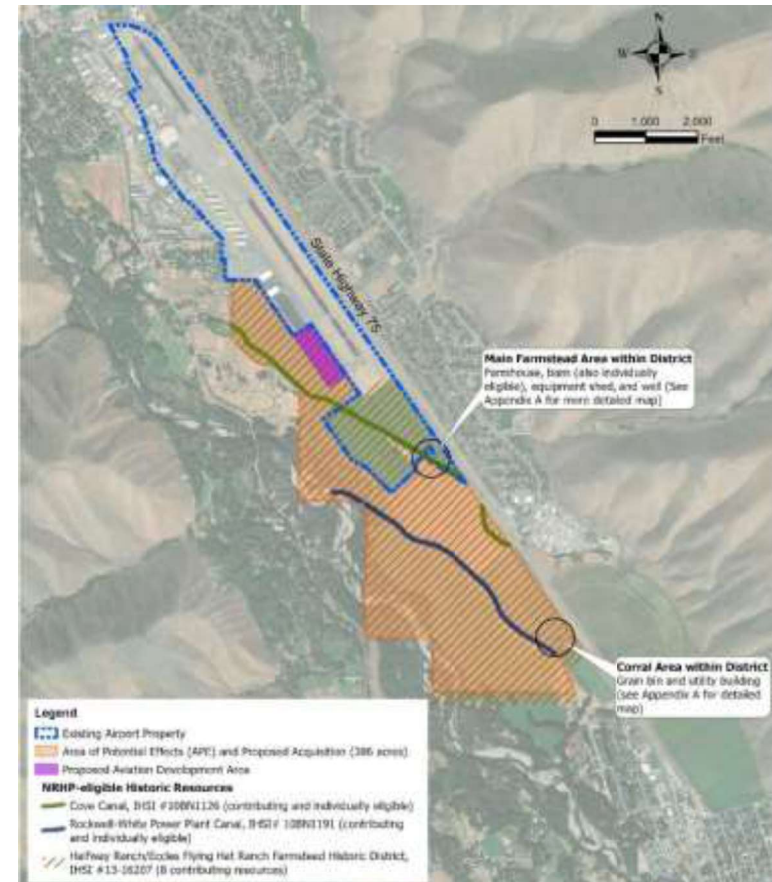 N
W E
S
0 1,000 2,000
Feet
State Highway 75
Main Farmstead Area within District
Farmhouse, barn (also individually
eligible), equipment shed, and well (See
Appendix A for more detailed map)
Corral Area within District
Grain bin and utility building
(see Appendix A for detailed
map)
Legend
Existing Airport Property
Area of Potential Effects (APE) and Proposed Acquisition (386 acres)
Proposed Aviation Development Area
NRHP-eligible Historic Resources
Cove Canal, IHSI #10BN1126 (contributing and individually eligible)
Rockwell-White Power Plant Canal, IHSI# 10BN1191 (contributing
and individually eligible)
Halfway Ranch/Eccles Flying Hat Ranch Farmstead Historic District,
IHSI #13-16207 (8 contributing resources)